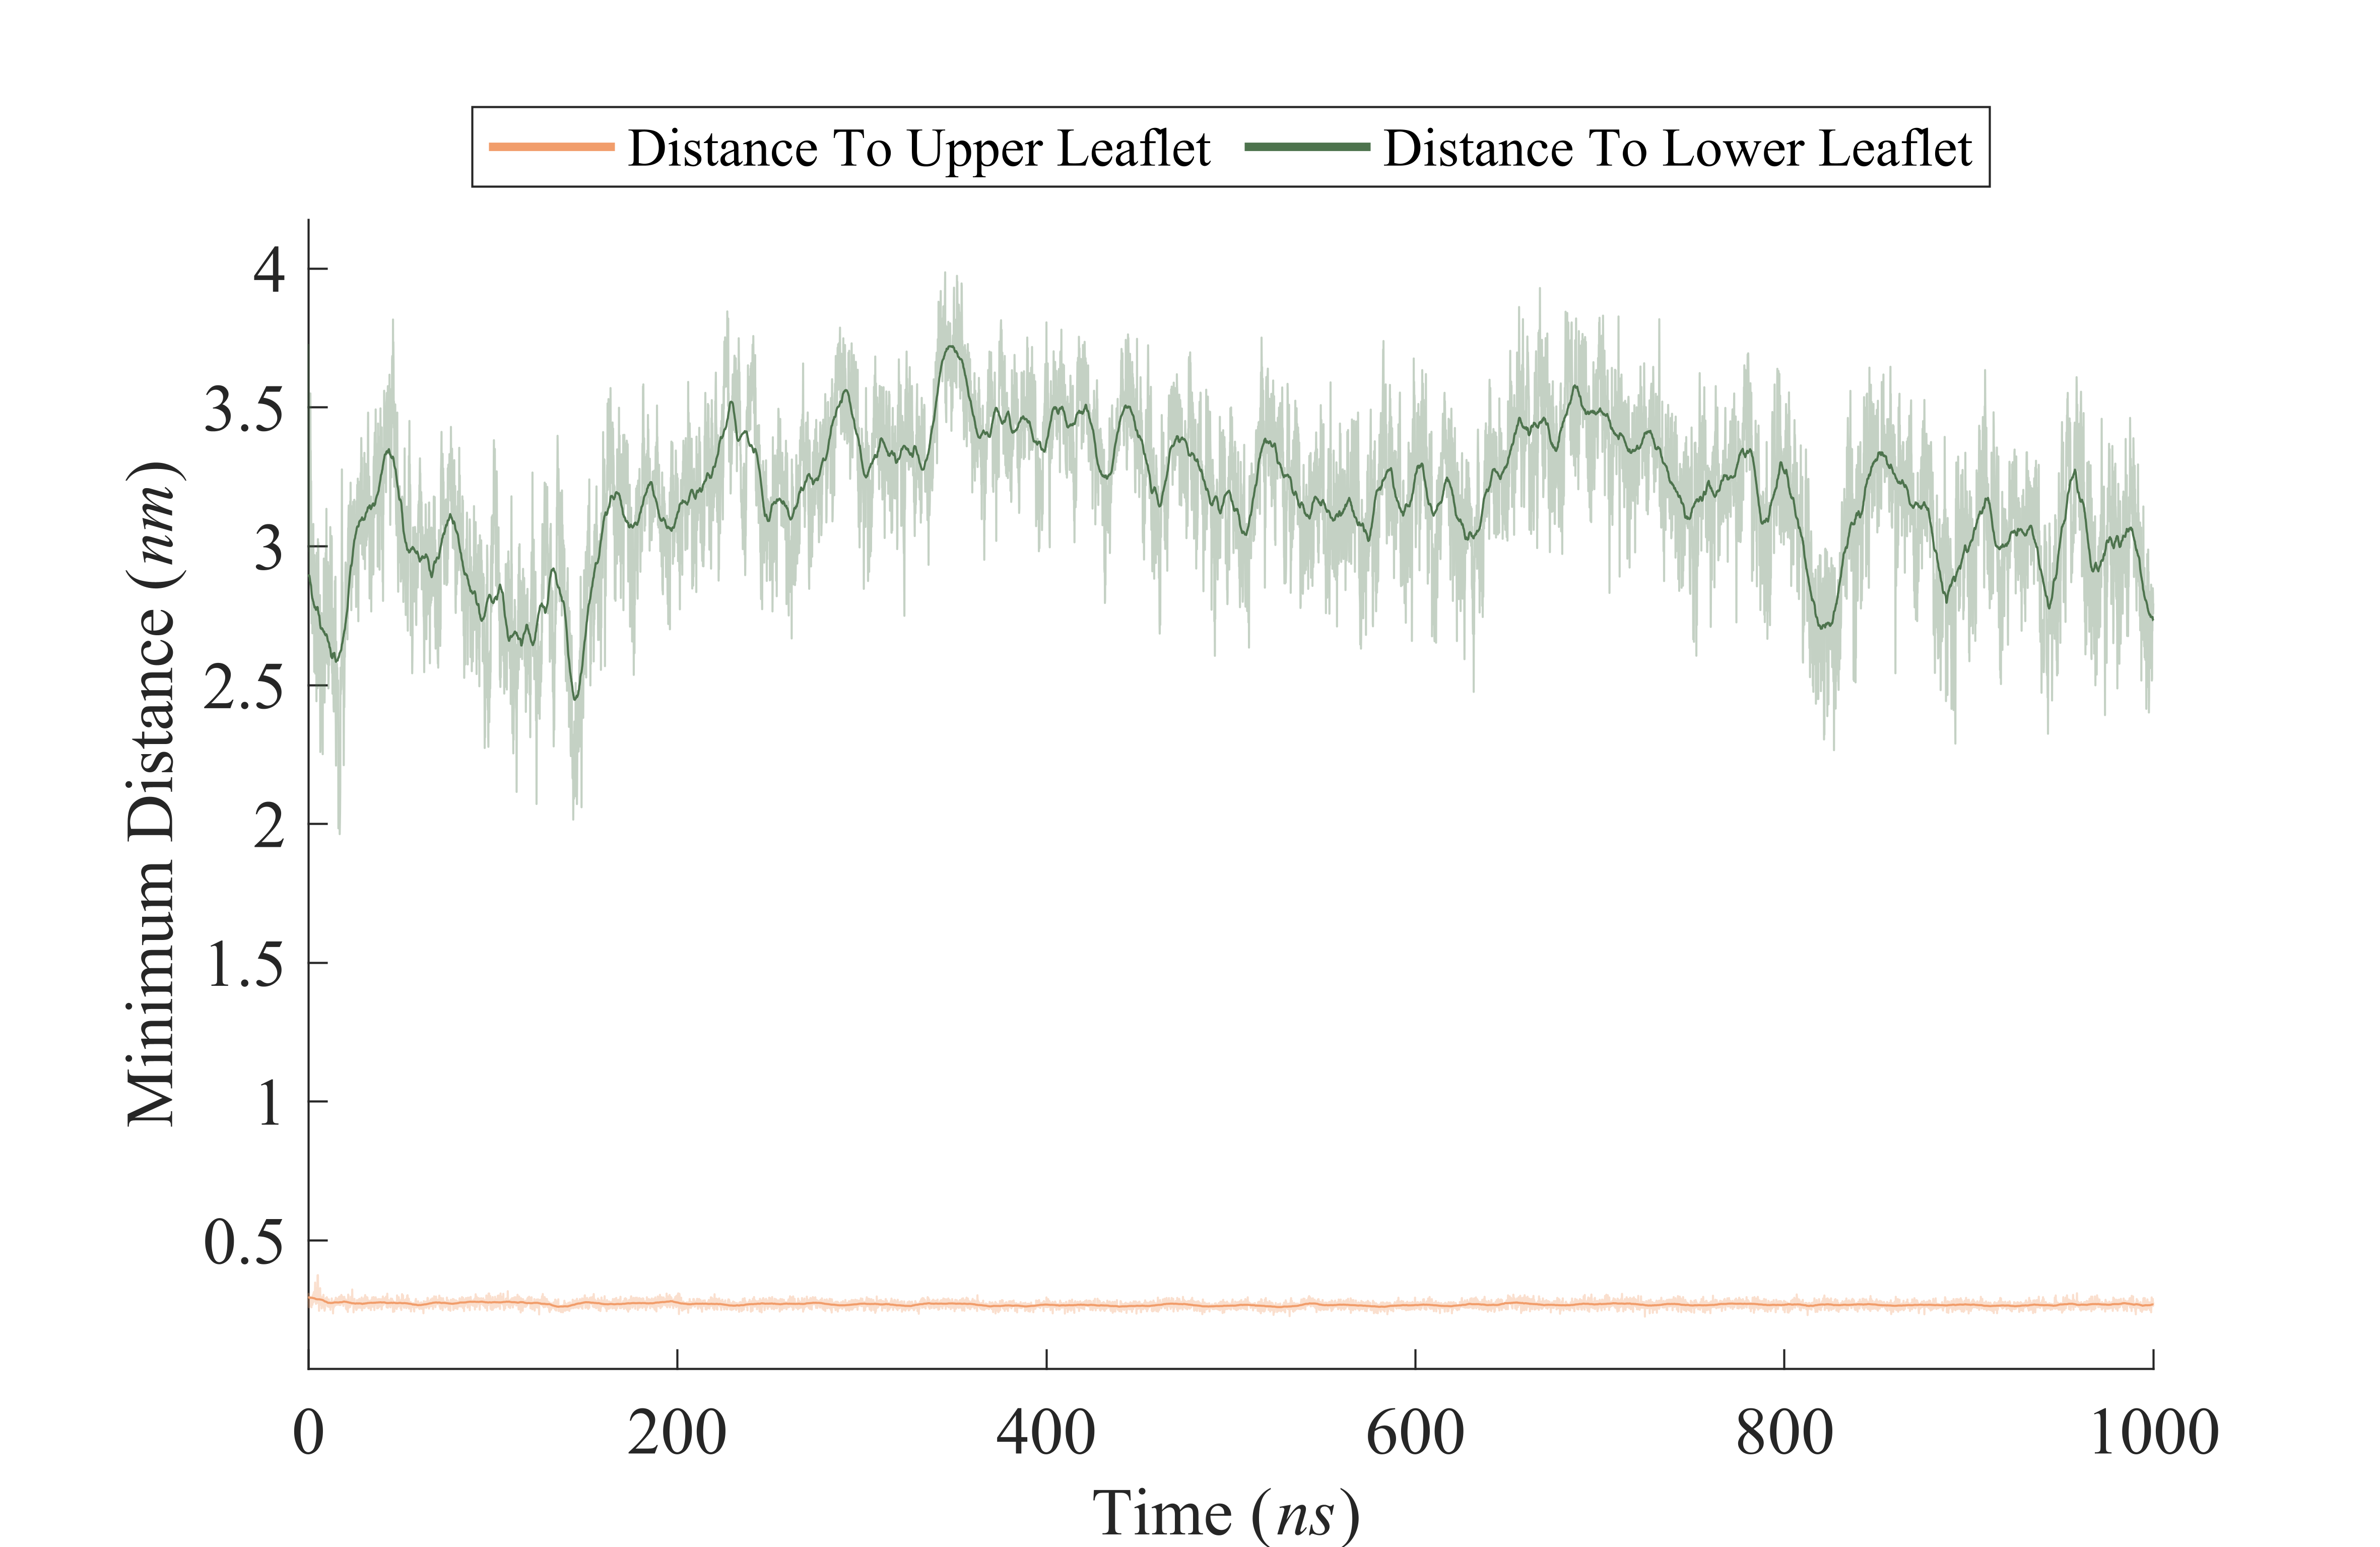 Distance To Upper Leaflet Distance To Lower Leaflet
Minimum Distance (nm)
4
3.5
3
2.5
2
1.5
1
0.5
0 200 400 600 800 1000
Time (ns)